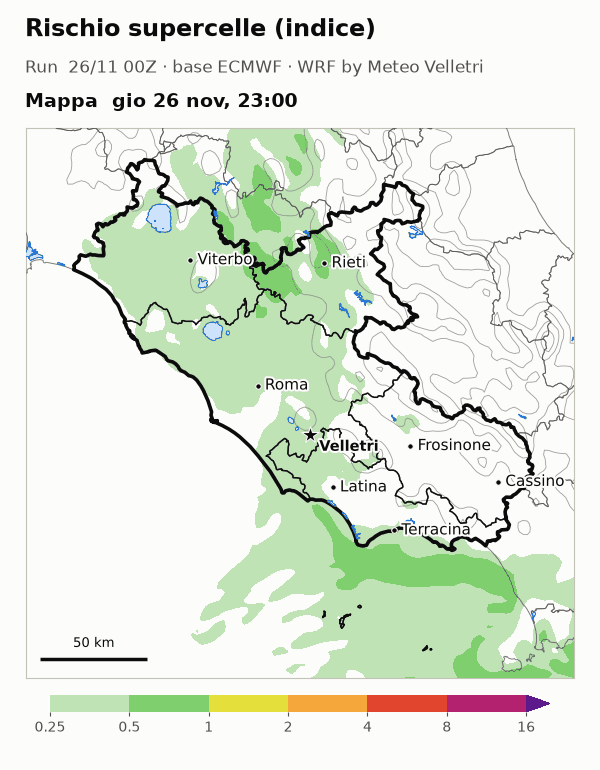 Rischio supercelle (indice)
Run  26/11 00Z · base ECMWF · WRF by Meteo Velletri
Mappa  gio 26 nov, 23:00
Viterbo
Rieti
Roma
Velletri
Frosinone
Cassino
Latina
Terracina
50 km
0.25 0.5 1 2 4 8 16